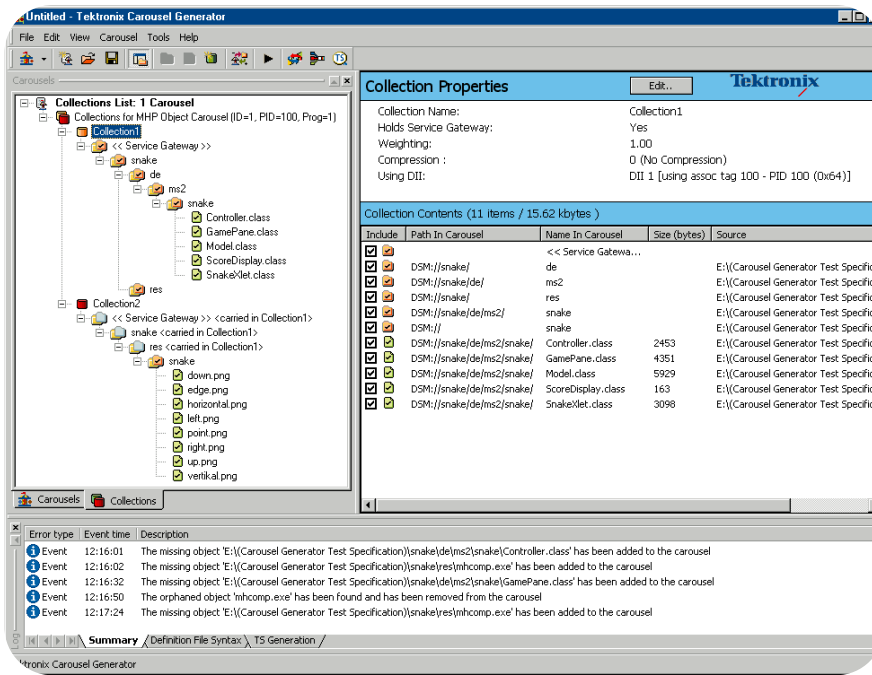 Untitled - Tektronix Carousel Generator
File Edit View Carousel Tools Help
Carousels
Collections List: 1 Carousel
Collections for MHP Object Carousel (ID=1, PID=100, Prog=1)
Collection1
<< Service Gateway >>
snake
de
ms2
snake
Controller.class
GamePane.class
Model.class
ScoreDisplay.class
SnakeXlet.class
res
Collection2
<< Service Gateway >> <carried in Collection1>
snake <carried in Collection1>
res <carried in Collection1>
snake
down.png
edge.png
horizontal.png
left.png
point.png
right.png
up.png
vertikal.png
Carousels Collections
Collection Properties Edit.. Tektronix
Collection Name: Collection1
Holds Service Gateway: Yes
Weighting: 1.00
Compression : 0 (No Compression)
Using DII: DII 1 [using assoc tag 100 - PID 100 (0x64)]
Collection Contents (11 items / 15.62 kbytes )
Include Path In Carousel Name In Carousel Size (bytes) Source
<< Service Gatewa...
DSM://snake/ de E:\(Carousel Generator Test Specific
DSM://snake/de/ ms2 E:\(Carousel Generator Test Specific
DSM://snake/ res E:\(Carousel Generator Test Specific
DSM://snake/de/ms2/ snake E:\(Carousel Generator Test Specific
DSM:// snake E:\(Carousel Generator Test Specific
DSM://snake/de/ms2/snake/ Controller.class 2453 E:\(Carousel Generator Test Specific
DSM://snake/de/ms2/snake/ GamePane.class 4351 E:\(Carousel Generator Test Specific
DSM://snake/de/ms2/snake/ Model.class 5929 E:\(Carousel Generator Test Specific
DSM://snake/de/ms2/snake/ ScoreDisplay.class 163 E:\(Carousel Generator Test Specific
DSM://snake/de/ms2/snake/ SnakeXlet.class 3098 E:\(Carousel Generator Test Specific
Error type Event time Description
Event 12:16:01 The missing object 'E:\(Carousel Generator Test Specification)\snake\de\ms2\snake\Controller.class' has been added to the carousel
Event 12:16:02 The missing object 'E:\(Carousel Generator Test Specification)\snake\res\mhcomp.exe' has been added to the carousel
Event 12:16:32 The missing object 'E:\(Carousel Generator Test Specification)\snake\de\ms2\snake\GamePane.class' has been added to the carousel
Event 12:16:50 The orphaned object 'mhcomp.exe' has been found and has been removed from the carousel
Event 12:17:24 The missing object 'E:\(Carousel Generator Test Specification)\snake\res\mhcomp.exe' has been added to the carousel
Log
Summary Definition File Syntax TS Generation
ktronix Carousel Generator